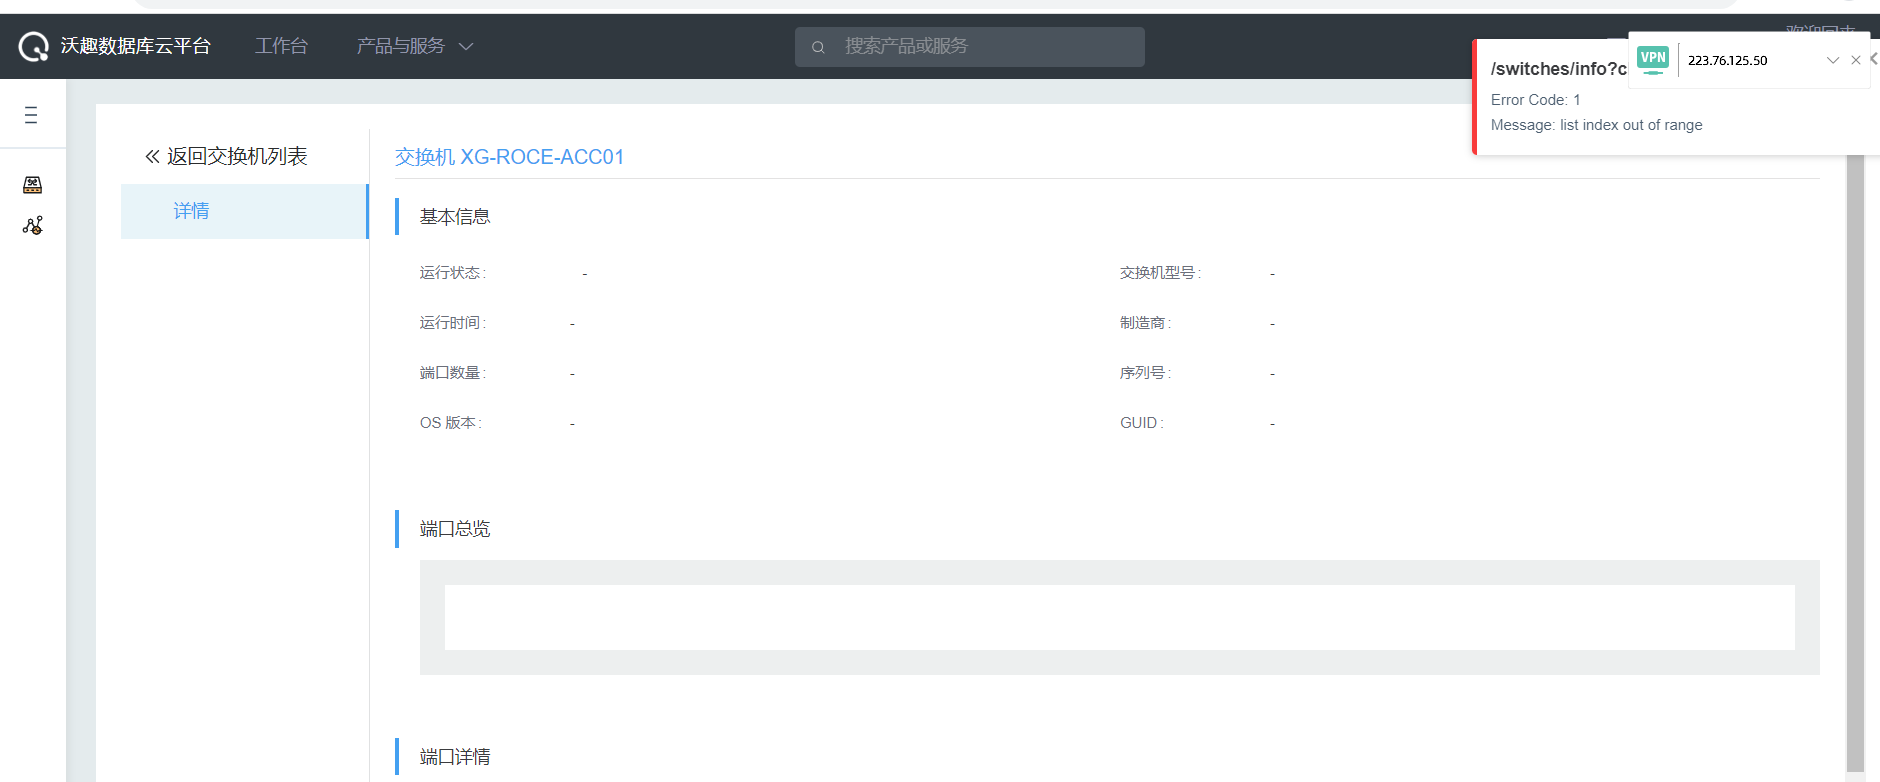 沃趣数据库云平台
工作台
产品与服务
搜索产品或服务
/switches/info?c
Error Code: 1
Message: list index out of range
VPN
223.76.125.50
返回交换机列表
详情
交换机 XG-ROCE-ACC01
基本信息
运行状态: -
交换机型号: -
运行时间: -
制造商: -
端口数量: -
序列号: -
OS 版本: -
GUID: -
端口总览
端口详情